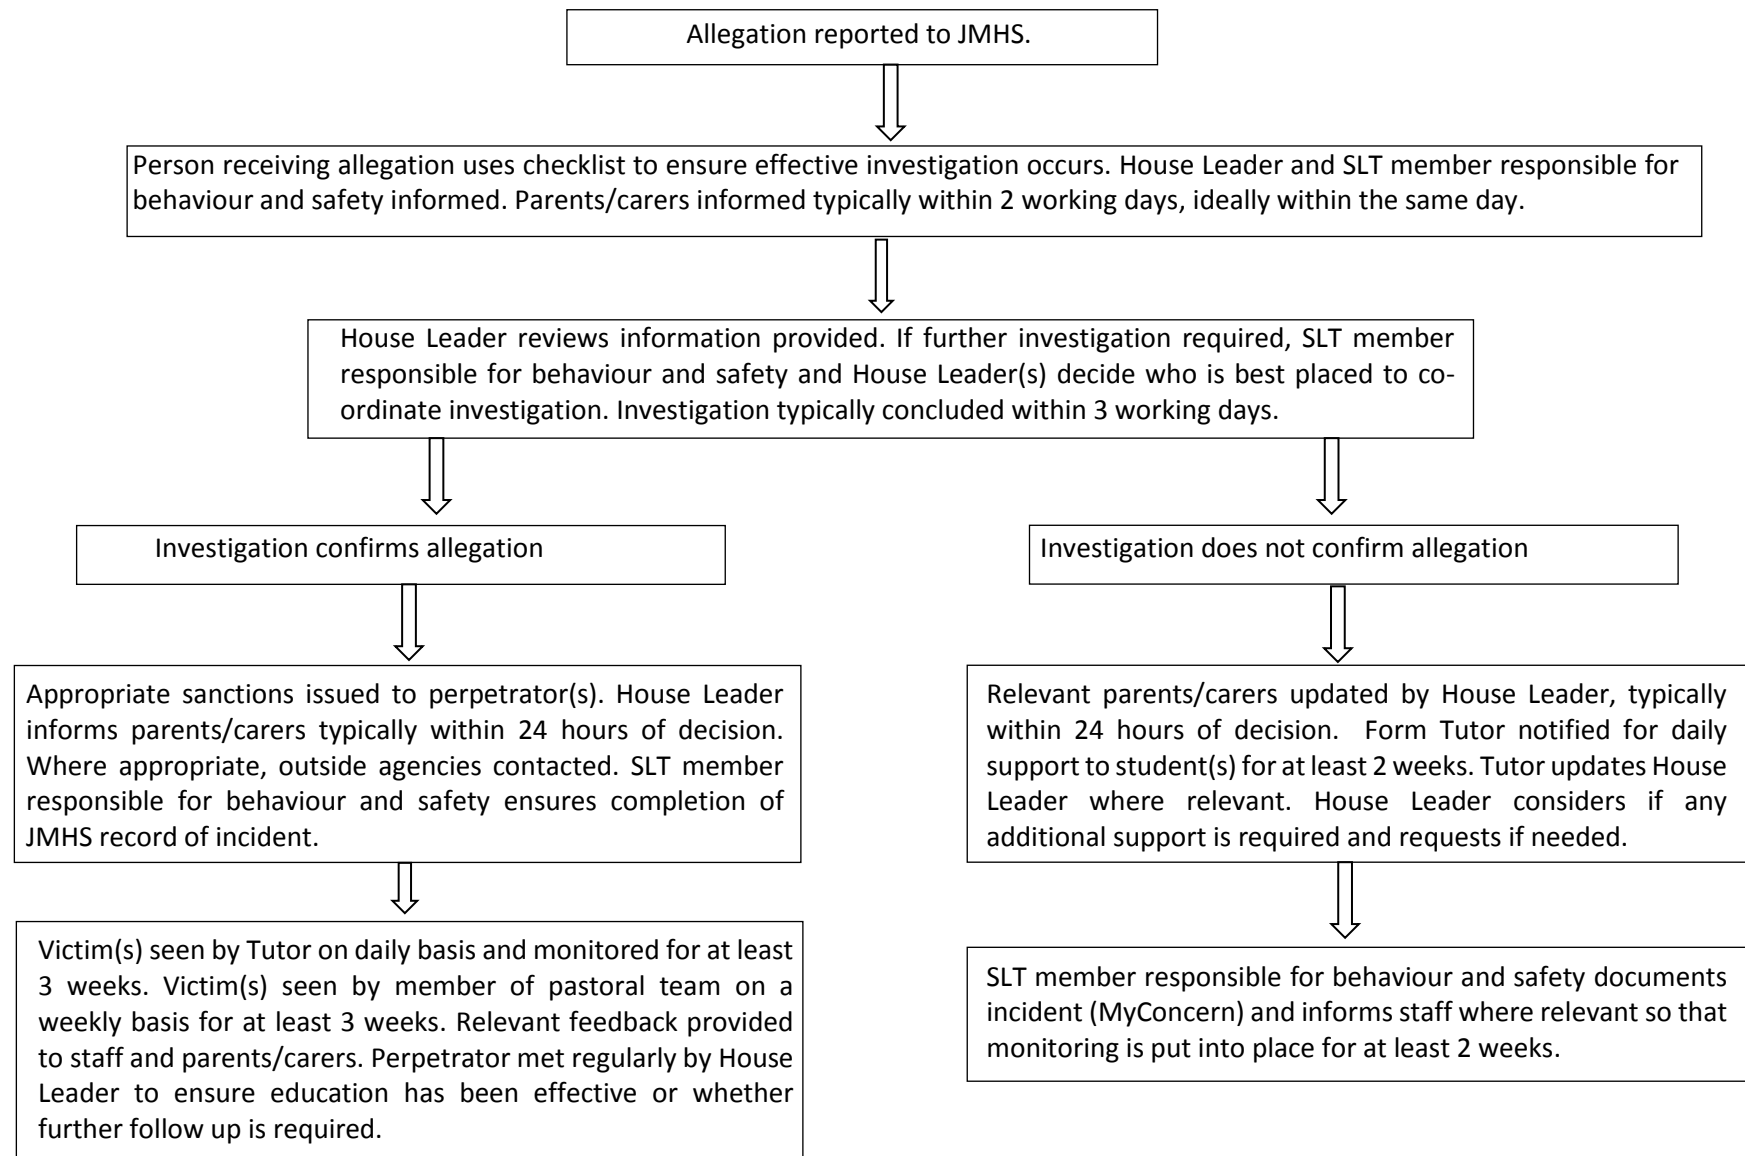 Allegation reported to JMHS.
Person receiving allegation uses checklist to ensure effective investigation occurs. House Leader and SLT member responsible for
behaviour and safety informed. Parents/carers informed typically within 2 working days, ideally within the same day.
House Leader reviews information provided. If further investigation required, SLT member
responsible for behaviour and safety and House Leader(s) decide who is best placed to co-
ordinate investigation. Investigation typically concluded within 3 working days.
Investigation confirms allegation
Investigation does not confirm allegation
Appropriate sanctions issued to perpetrator(s). House Leader
informs parents/carers typically within 24 hours of decision.
Where appropriate, outside agencies contacted. SLT member
responsible for behaviour and safety ensures completion of
JMHS record of incident.
Relevant parents/carers updated by House Leader, typically
within 24 hours of decision. Form Tutor notified for daily
support to student(s) for at least 2 weeks. Tutor updates House
Leader where relevant. House Leader considers if any
additional support is required and requests if needed.
Victim(s) seen by Tutor on daily basis and monitored for at least
3 weeks. Victim(s) seen by member of pastoral team on a
weekly basis for at least 3 weeks. Relevant feedback provided
to staff and parents/carers. Perpetrator met regularly by House
Leader to ensure education has been effective or whether
further follow up is required.
SLT member responsible for behaviour and safety documents
incident (MyConcern) and informs staff where relevant so that
monitoring is put into place for at least 2 weeks.